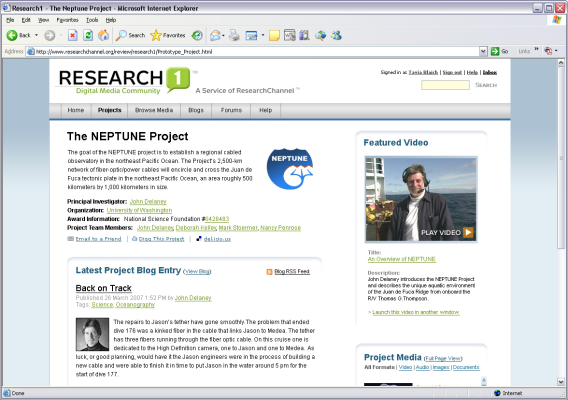 Research1 - The Neptune Project - Microsoft Internet Explorer
File Edit View Favorites Tools Help
Back Search Favorites
Address http://www.researchchannel.org/review/research1/Prototype_Project.html Go Links »
RESEARCH 1 ™
Digital Media Community
A Service of ResearchChannel™
Signed in as Tavia Blaich | Sign out | Help | Inbox
SEARCH
Home Projects Browse Media Blogs Forums Help
The NEPTUNE Project
The goal of the NEPTUNE project is to establish a regional cabled
observatory in the northeast Pacific Ocean. The Project's 2,500-km
network of fiber-optic/power cables will encircle and cross the Juan de
Fuca tectonic plate in the northeast Pacific, an area roughly 500
kilometers by 1,000 kilometers in size.
NEPTUNE
Principal Investigator: John Delaney
Organization: University of Washington
Award Information: National Science Foundation #0428483
Project Team Members: John Delaney, Deborah Kelley, Mark Stoermer, Nancy Penrose
Email to a Friend | Digg This Project | del.icio.us
Latest Project Blog Entry (View Blog)
Blog RSS Feed
Back on Track
Published 26 March 2007 1:52 PM by John Delaney
Tags: Science, Oceanography
The repairs to Jason's tether have gone smoothly. The problem that ended
dive 176 was a kinked fiber in the cable that links Jason to Medea. The tether
has three fibers running through the fiber optic cable. On this cruise one is
dedicated to the High Definition camera, one to Jason and one to Medea. As
luck, or good planning, would have it the Jason engineers were in the process of building a
new cable and were able to finish it in time to put Jason in the water around 5 pm for the
start of dive 177.
Featured Video
PLAY VIDEO
Title:
An Overview of NEPTUNE
Description:
John Delaney introduces the NEPTUNE Project
and describes the unique aquatic environment
of the Juan de Fuca Ridge from onboard the
R/V Thomas G.Thompson.
> Launch this video in another window.
Project Media (Full Page View)
All Formats | Video | Audio | Images | Documents
Done
Internet